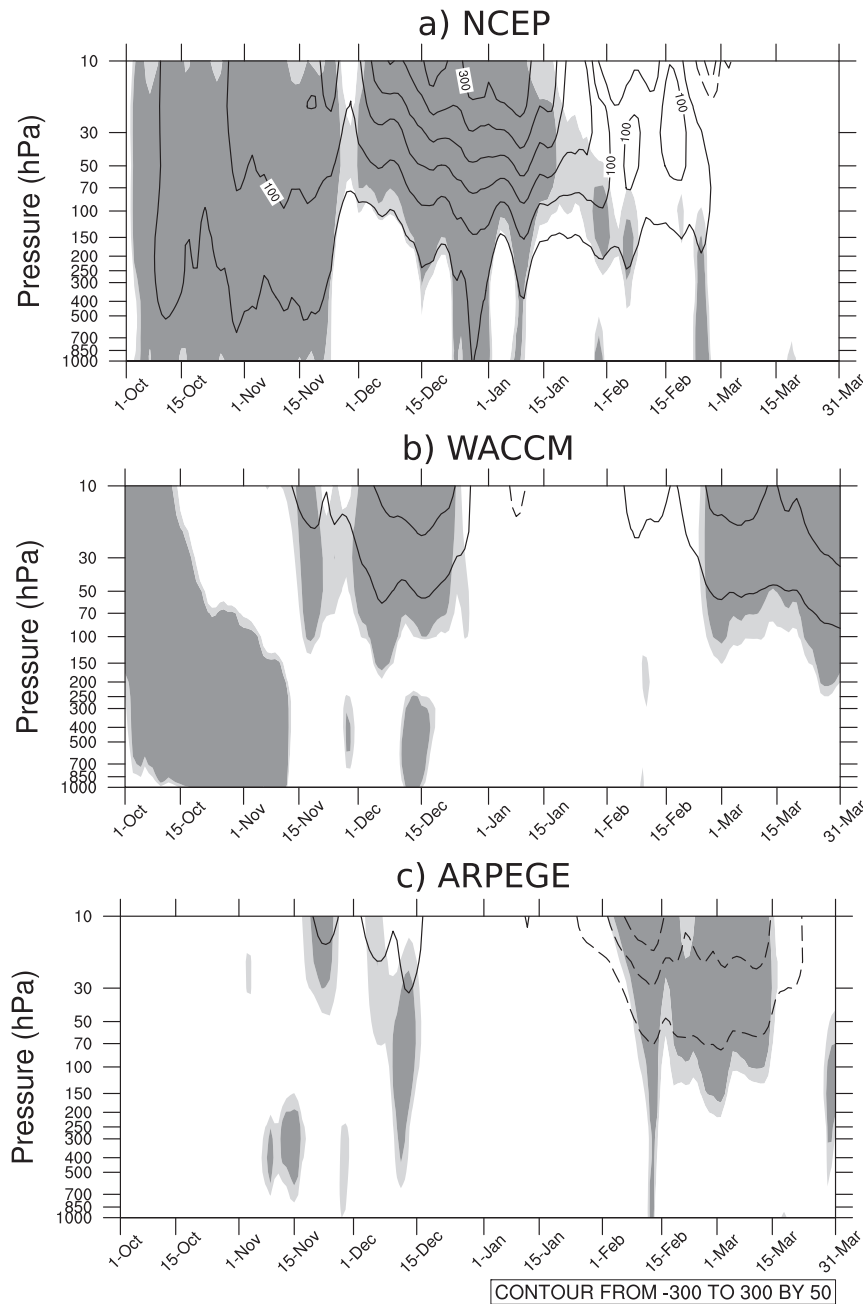 a) NCEP
Pressure (hPa)
10
30
50
70
100
150
200
250
300
400
500
700
850
1000
300
100
100
100
100
1-Oct
15-Oct
1-Nov
15-Nov
1-Dec
15-Dec
1-Jan
15-Jan
1-Feb
15-Feb
1-Mar
15-Mar
31-Mar
b) WACCM
Pressure (hPa)
10
30
50
70
100
150
200
250
300
400
500
700
850
1000
1-Oct
15-Oct
1-Nov
15-Nov
1-Dec
15-Dec
1-Jan
15-Jan
1-Feb
15-Feb
1-Mar
15-Mar
31-Mar
c) ARPEGE
Pressure (hPa)
10
30
50
70
100
150
200
250
300
400
500
700
850
1000
1-Oct
15-Oct
1-Nov
15-Nov
1-Dec
15-Dec
1-Jan
15-Jan
1-Feb
15-Feb
1-Mar
15-Mar
31-Mar
CONTOUR FROM -300 TO 300 BY 50